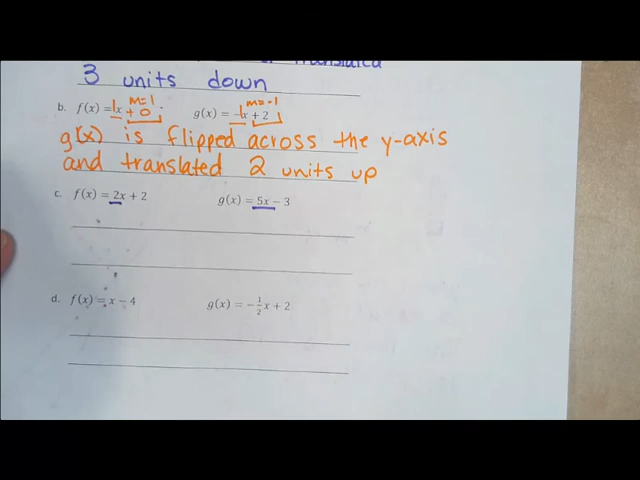 translated
3 units down
m=1 m=-1
b. f(x) = 1x + 0 g(x) = -1x + 2
g(x) is flipped across the y-axis
and translated 2 units up
c. f(x) = 2x + 2 g(x) = 5x - 3
d. f(x) = x - 4 g(x) = -1/2x + 2